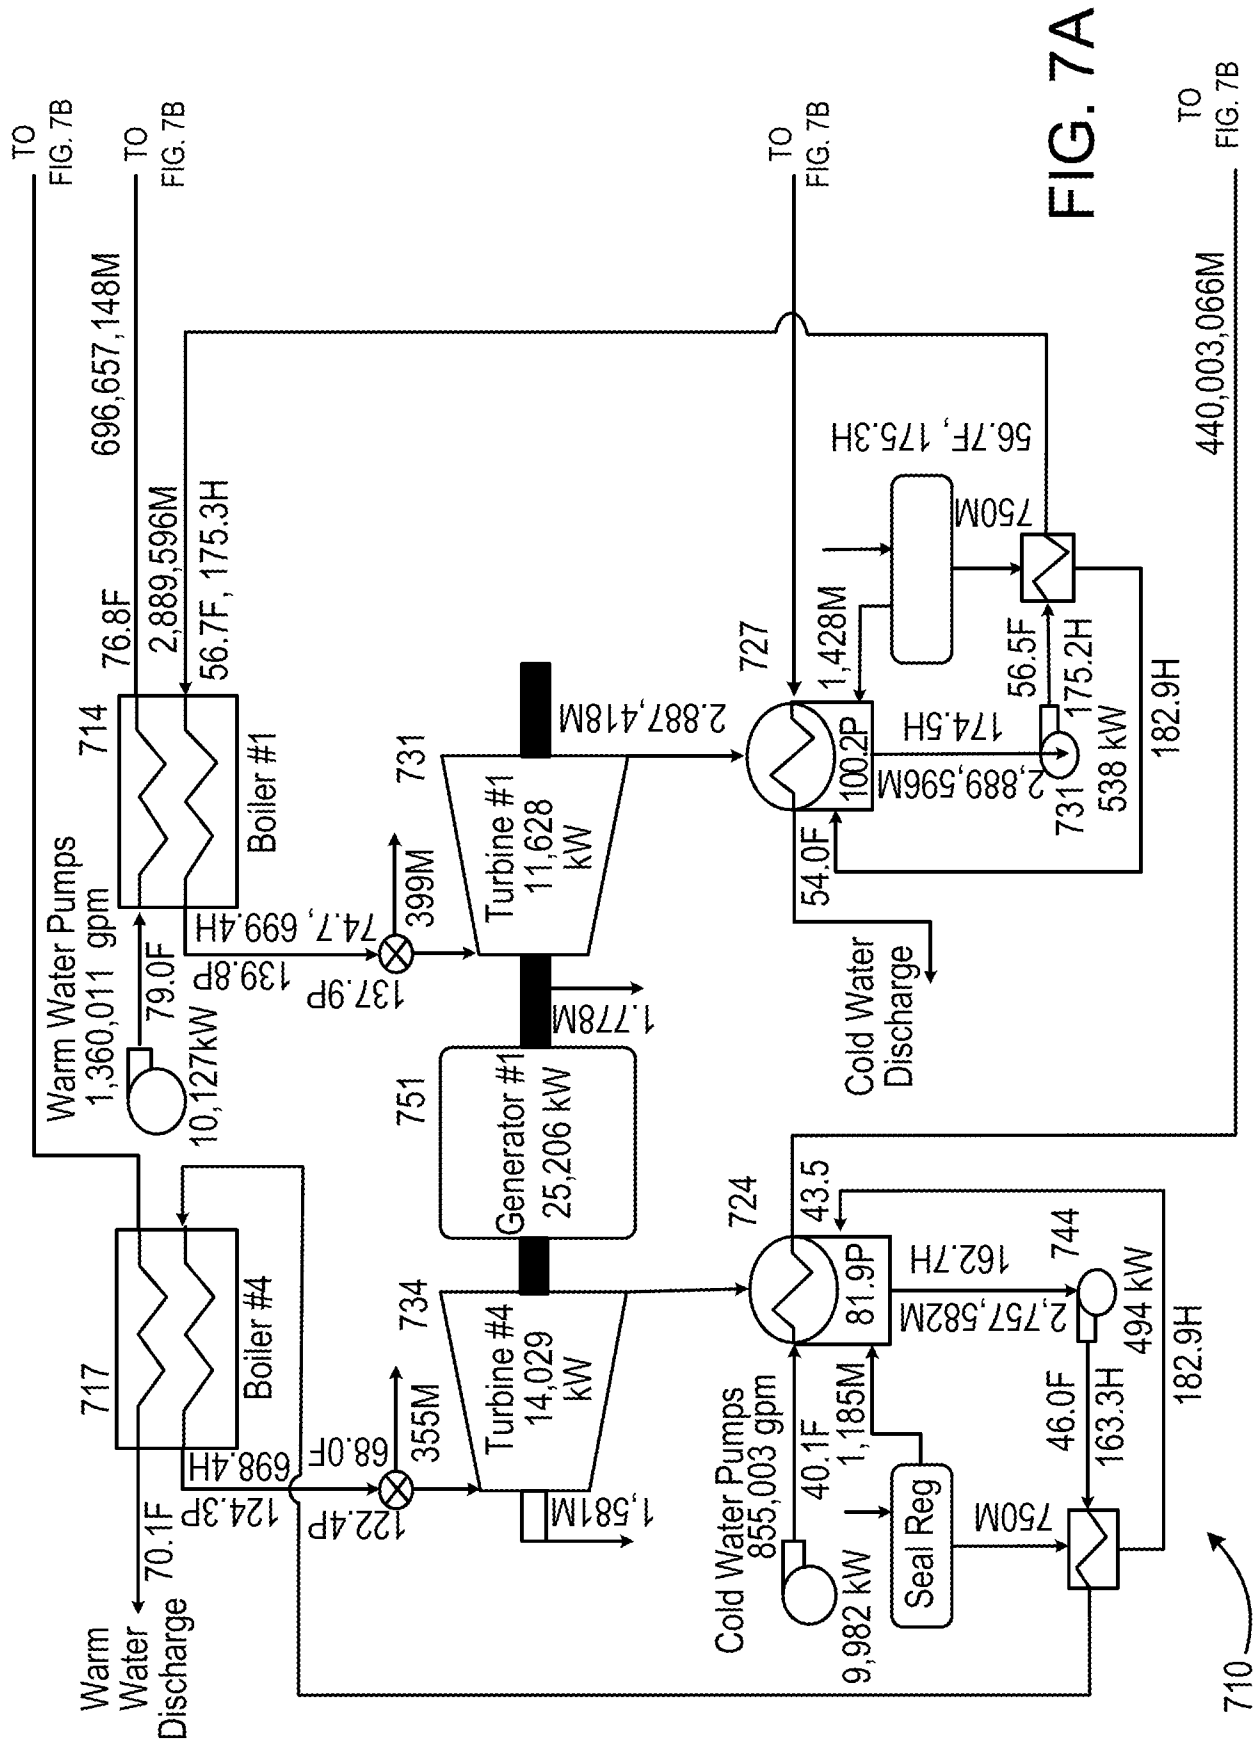 TO
FIG. 7B
TO
FIG. 7B
TO
FIG. 7B
TO
FIG. 7B
Warm
Water
Discharge
70.1F
717
Boiler #4
698.4H
124.3P
68.0F
122.4P
355M
734
Turbine #4
14,029
kW
1,581M
Warm Water Pumps
1,360,011 gpm
79.0F
10,127kW
714
Boiler #1
76.8F
696,657,148M
2,889,596M
56.7F, 175.3H
74.7, 699.4H
139.8P
137.9P
399M
731
Turbine #1
11,628
kW
1.778M
751
Generator #1
25,206 kW
2.887,418M
Cold Water Pumps
855,003 gpm
40.1F
9,982 kW
1,185M
Seal Reg
750M
724
43.5
81.9P
162.7H
2,757,582M
744
494 kW
46.0F
163.3H
182.9H
Cold Water
Discharge
54.0F
727
100.2P
1,428M
174.5H
2,889,596M
731
538 kW
56.5F
175.2H
182.9H
750M
56.7F, 175.3H
440,003,066M
710
FIG. 7A